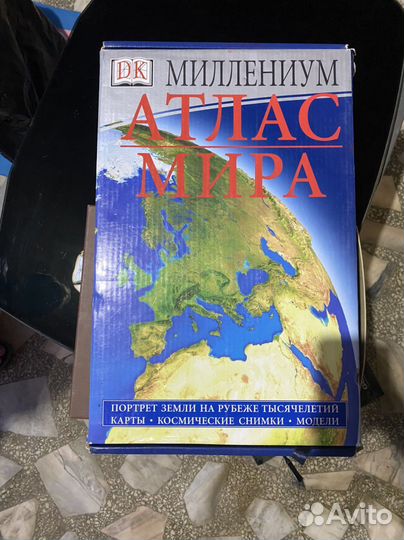 DK
МИЛЛЕНИУМ
АТЛАС
МИРА
ПОРТРЕТ ЗЕМЛИ НА РУБЕЖЕ ТЫСЯЧЕЛЕТИЙ
КАРТЫ • КОСМИЧЕСКИЕ СНИМКИ • МОДЕЛИ
Avito